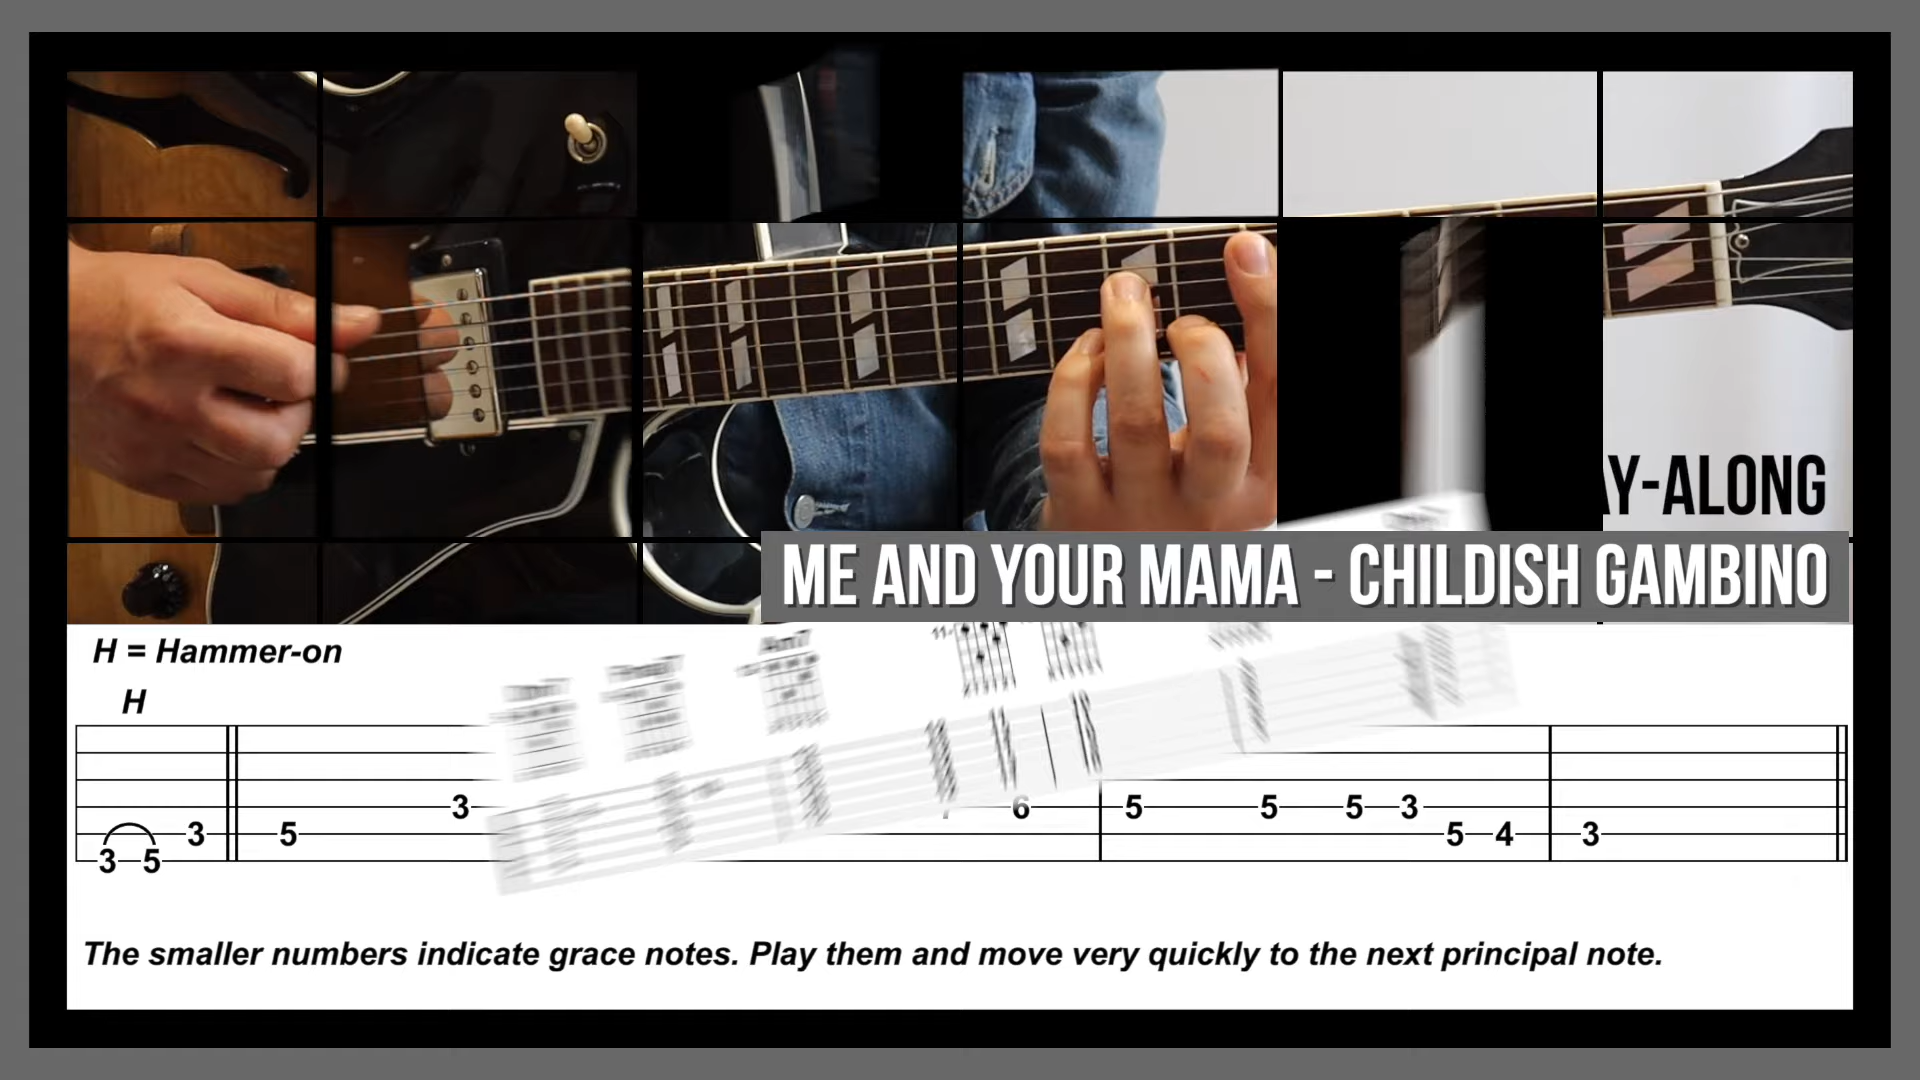 AY-ALONG
ME AND YOUR MAMA - CHILDISH GAMBINO
H = Hammer-on
H
3 5 3 5 3 6 5 5 5 3 5 4 3
The smaller numbers indicate grace notes. Play them and move very quickly to the next principal note.